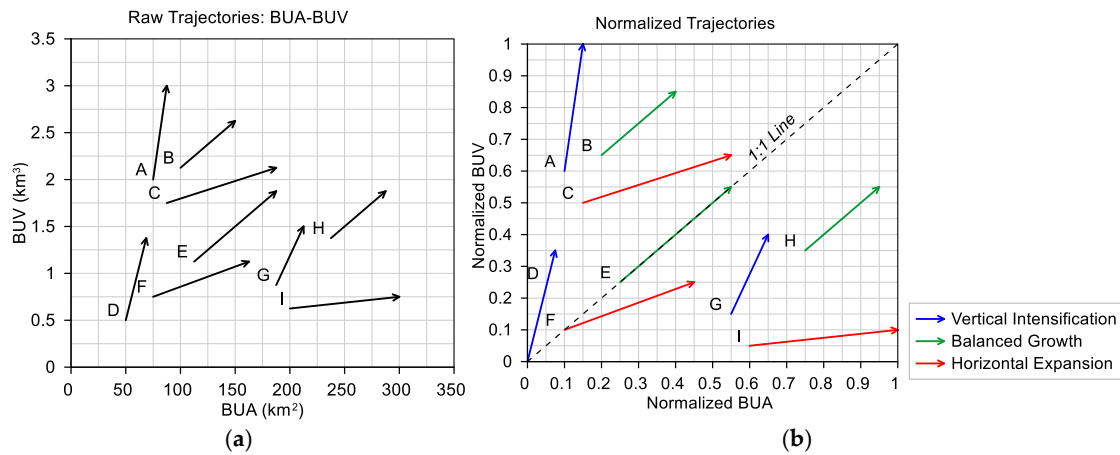 Raw Trajectories: BUA-BUV
3.5
3
2.5
2
1.5
1
0.5
0
BUV (km³)
A
B
C
D
E
F
G
H
I
0 50 100 150 200 250 300 350
BUA (km²)
(a)
Normalized Trajectories
1
0.9
0.8
0.7
0.6
0.5
0.4
0.3
0.2
0.1
0
Normalized BUV
1:1 Line
A
B
C
D
E
F
G
H
I
0 0.1 0.2 0.3 0.4 0.5 0.6 0.7 0.8 0.9 1
Normalized BUA
(b)
Vertical Intensification
Balanced Growth
Horizontal Expansion